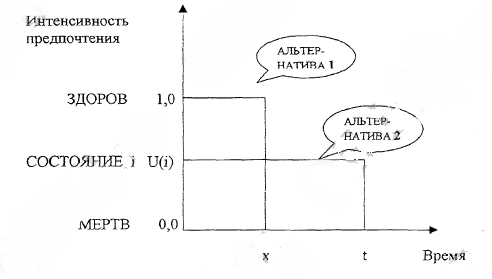 Интенсивность
предпочтения
АЛЬТЕР-
НАТИВА 1
ЗДОРОВ 1,0
АЛЬТЕР-
НАТИВА 2
СОСТОЯНИЕ i U(i)
МЕРТВ 0,0
x t Время